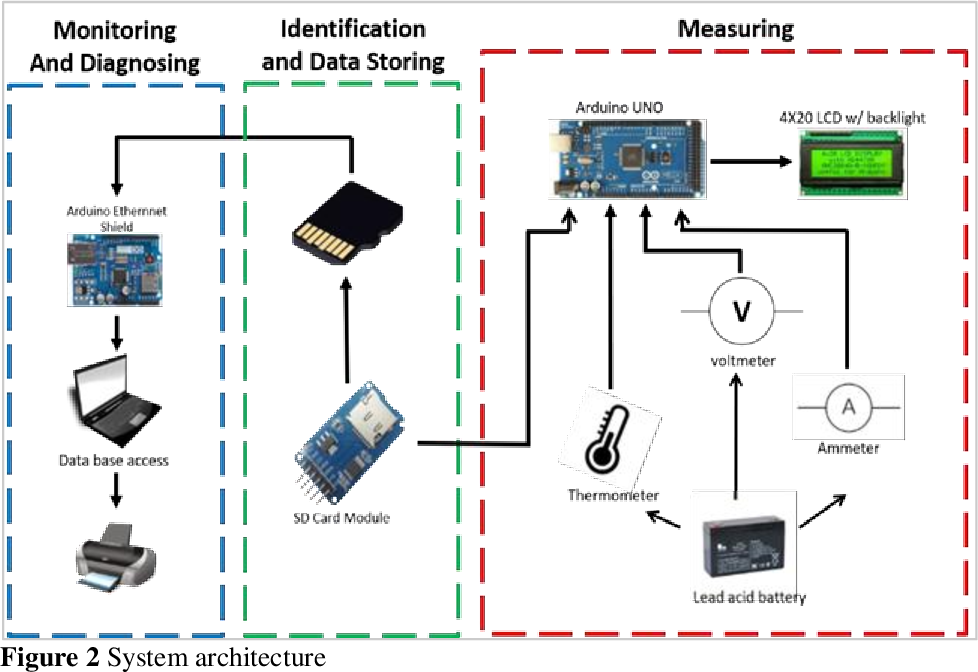 Monitoring
And Diagnosing
Identification
and Data Storing
Measuring
Arduino UNO
4X20 LCD w/ backlight
Arduino Ethernnet
Shield
V
voltmeter
A
Ammeter
Data base access
Thermometer
SD Card Module
Lead acid battery
Figure 2 System architecture